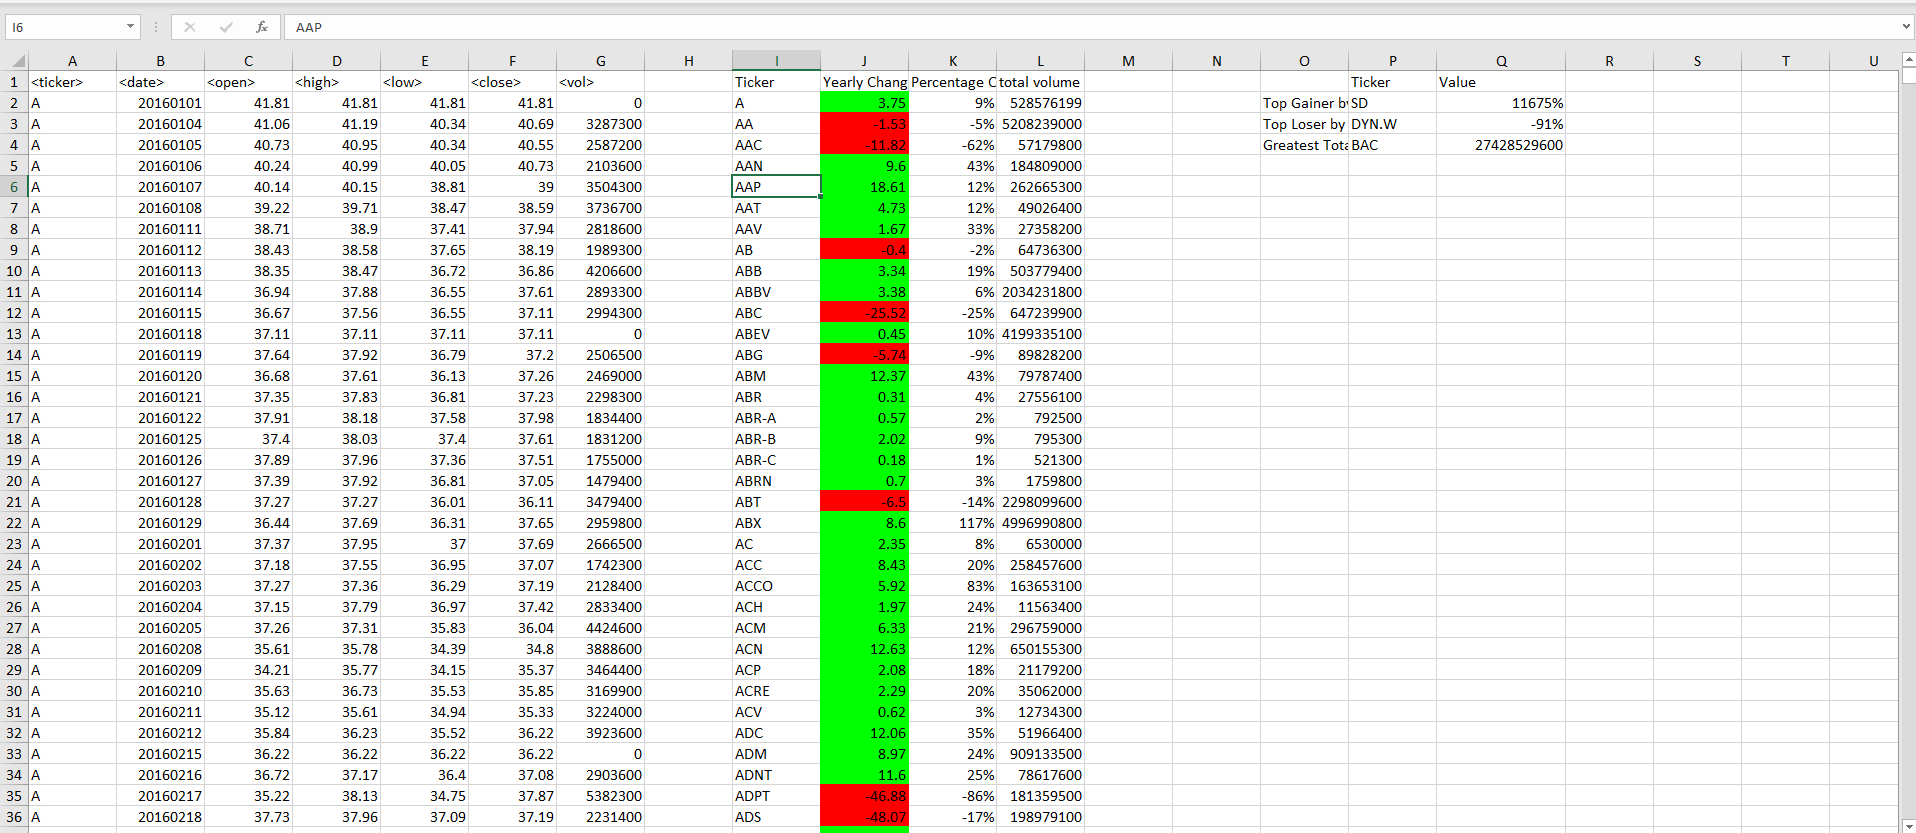 I6 fx AAP
A B C D E F G H I J K L M N O P Q R S T U
1 <ticker> <date> <open> <high> <low> <close> <vol> Ticker Yearly Chang Percentage C total volume Ticker Value
2 A 20160101 41.81 41.81 41.81 41.81 0 A 3.75 9% 528576199 Top Gainer by SD 11675%
3 A 20160104 41.06 41.19 40.34 40.69 3287300 AA -1.53 -5% 5208239000 Top Loser by DYN.W -91%
4 A 20160105 40.73 40.95 40.34 40.55 2587200 AAC -11.82 -62% 57179800 Greatest Tota BAC 27428529600
5 A 20160106 40.24 40.99 40.05 40.73 2103600 AAN 9.6 43% 184809000
6 A 20160107 40.14 40.15 38.81 39 3504300 AAP 18.61 12% 262665300
7 A 20160108 39.22 39.71 38.47 38.59 3736700 AAT 4.73 12% 49026400
8 A 20160111 38.71 38.9 37.41 37.94 2818600 AAV 1.67 33% 27358200
9 A 20160112 38.43 38.58 37.65 38.19 1989300 AB -0.4 -2% 64736300
10 A 20160113 38.35 38.47 36.72 36.86 4206600 ABB 3.34 19% 503779400
11 A 20160114 36.94 37.88 36.55 37.61 2893300 ABBV 3.38 6% 2034231800
12 A 20160115 36.67 37.56 36.55 37.11 2994300 ABC -25.52 -25% 647239900
13 A 20160118 37.11 37.11 37.11 37.11 0 ABEV 0.45 10% 4199335100
14 A 20160119 37.64 37.92 36.79 37.2 2506500 ABG -5.74 -9% 89828200
15 A 20160120 36.68 37.61 36.13 37.26 2469000 ABM 12.37 43% 79787400
16 A 20160121 37.35 37.83 36.81 37.23 2298300 ABR 0.31 4% 27556100
17 A 20160122 37.91 38.18 37.58 37.98 1834400 ABR-A 0.57 2% 792500
18 A 20160125 37.4 38.03 37.4 37.61 1831200 ABR-B 2.02 9% 795300
19 A 20160126 37.89 37.96 37.36 37.51 1755000 ABR-C 0.18 1% 521300
20 A 20160127 37.39 37.92 36.81 37.05 1479400 ABRN 0.7 3% 1759800
21 A 20160128 37.27 37.27 36.01 36.11 3479400 ABT -6.5 -14% 2298099600
22 A 20160129 36.44 37.69 36.31 37.65 2959800 ABX 8.6 117% 4996990800
23 A 20160201 37.37 37.95 37 37.69 2666500 AC 2.35 8% 6530000
24 A 20160202 37.18 37.55 36.95 37.07 1742300 ACC 8.43 20% 258457600
25 A 20160203 37.27 37.36 36.29 37.19 2128400 ACCO 5.92 83% 163653100
26 A 20160204 37.15 37.79 36.97 37.42 2833400 ACH 1.97 24% 11563400
27 A 20160205 37.26 37.31 35.83 36.04 4424600 ACM 6.33 21% 296759000
28 A 20160208 35.61 35.78 34.39 34.8 3888600 ACN 12.63 12% 650155300
29 A 20160209 34.21 35.77 34.15 35.37 3464400 ACP 2.08 18% 21179200
30 A 20160210 35.63 36.73 35.53 35.85 3169900 ACRE 2.29 20% 35062000
31 A 20160211 35.12 35.61 34.94 35.33 3224000 ACV 0.62 3% 12734300
32 A 20160212 35.84 36.23 35.52 36.22 3923600 ADC 12.06 35% 51966400
33 A 20160215 36.22 36.22 36.22 36.22 0 ADM 8.97 24% 909133500
34 A 20160216 36.72 37.17 36.4 37.08 2903600 ADNT 11.6 25% 78617600
35 A 20160217 35.22 38.13 34.75 37.87 5382300 ADPT -46.88 -86% 181359500
36 A 20160218 37.73 37.96 37.09 37.19 2231400 ADS -48.07 -17% 198979100